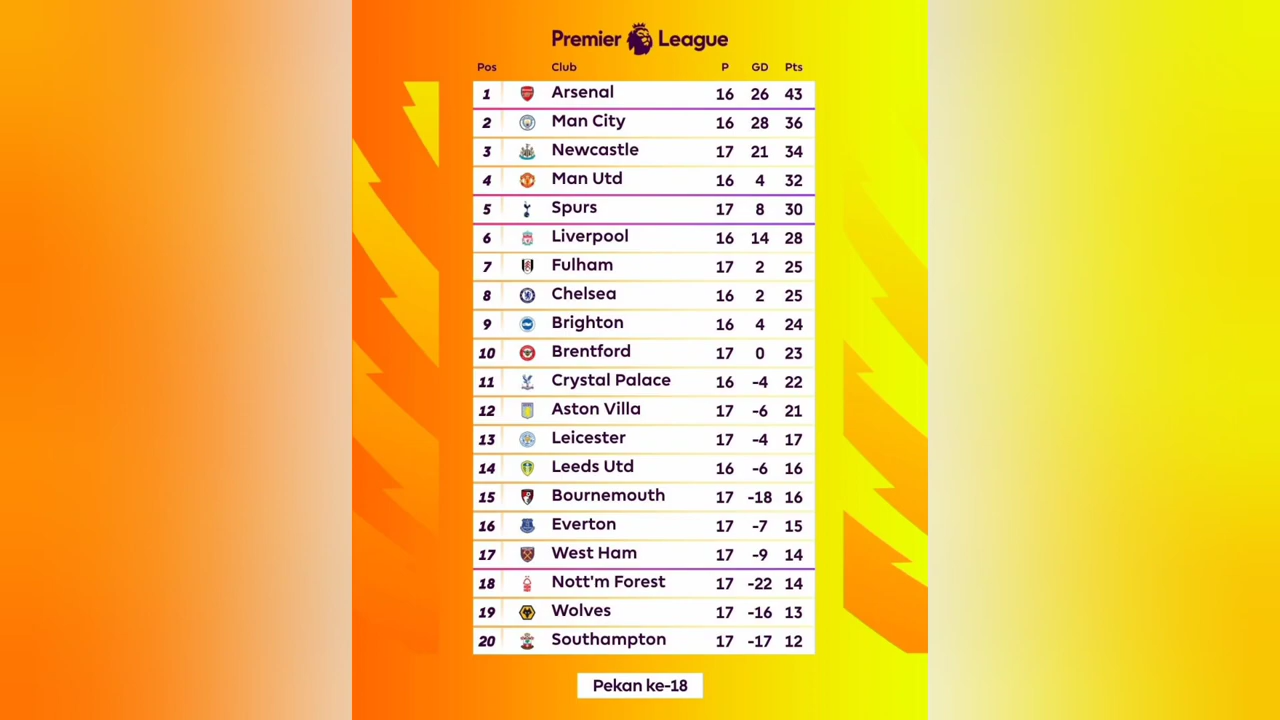 Premier League
Pos Club P GD Pts
1 Arsenal 16 26 43
2 Man City 16 28 36
3 Newcastle 17 21 34
4 Man Utd 16 4 32
5 Spurs 17 8 30
6 Liverpool 16 14 28
7 Fulham 17 2 25
8 Chelsea 16 2 25
9 Brighton 16 4 24
10 Brentford 17 0 23
11 Crystal Palace 16 -4 22
12 Aston Villa 17 -6 21
13 Leicester 17 -4 17
14 Leeds Utd 16 -6 16
15 Bournemouth 17 -18 16
16 Everton 17 -7 15
17 West Ham 17 -9 14
18 Nott'm Forest 17 -22 14
19 Wolves 17 -16 13
20 Southampton 17 -17 12
Pekan ke-18